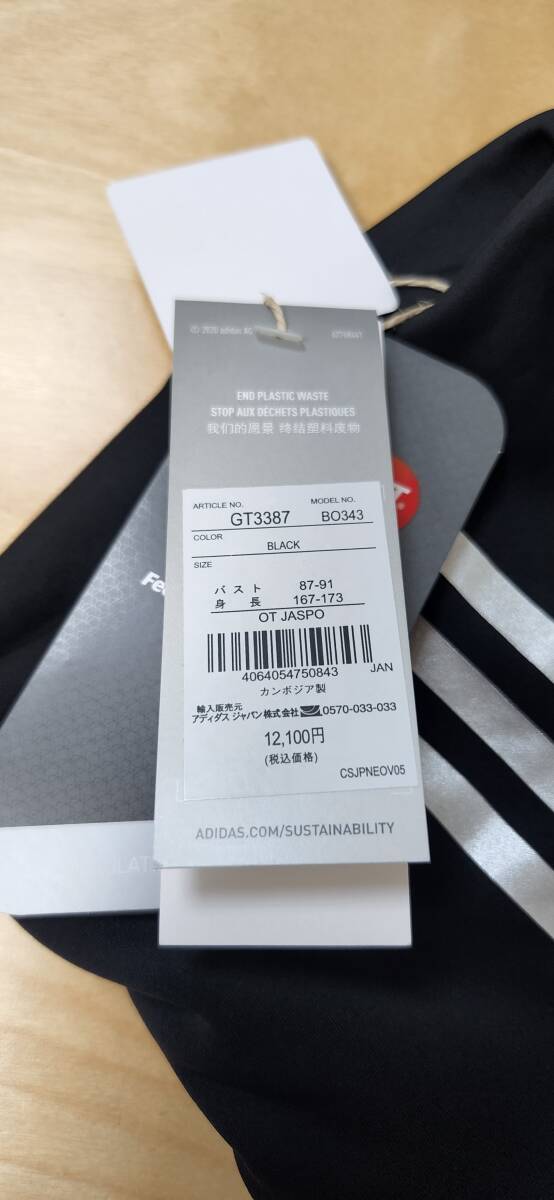 © 2020 adidas AG
END PLASTIC WASTE
STOP AUX DÉCHETS PLASTIQUES
我们的愿景 终结塑料废物
ARTICLE NO. MODEL NO.
GT3387 BO343
COLOR
BLACK
SIZE
バスト 87-91
身長 167-173
OT JASPO
4064054750843 JAN
カンボジア製
輸入販売元
アディダス ジャパン株式会社 0570-033-033
12,100円
(税込価格)
CSJPNEOV05
ADIDAS.COM/SUSTAINABILITY